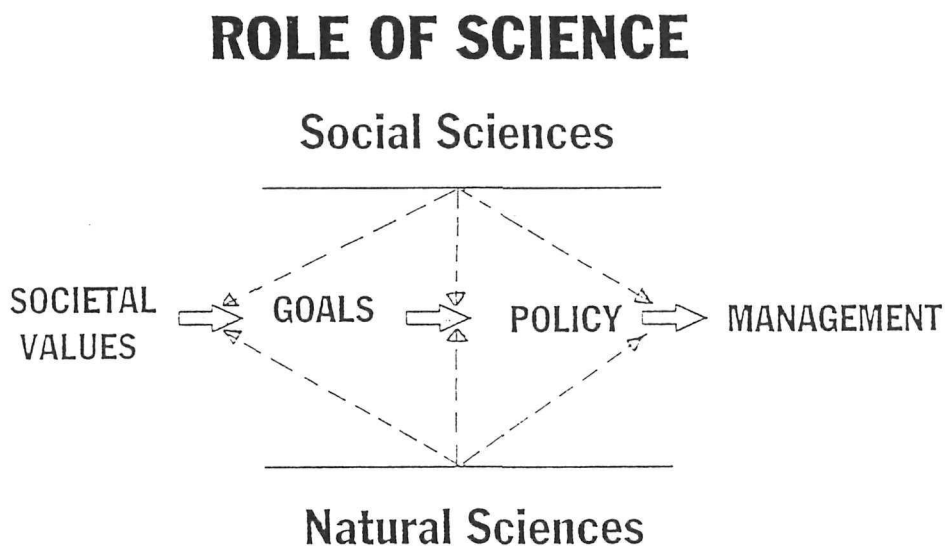 ROLE OF SCIENCE
Social Sciences
SOCIETAL
VALUES
GOALS
POLICY
MANAGEMENT
Natural Sciences